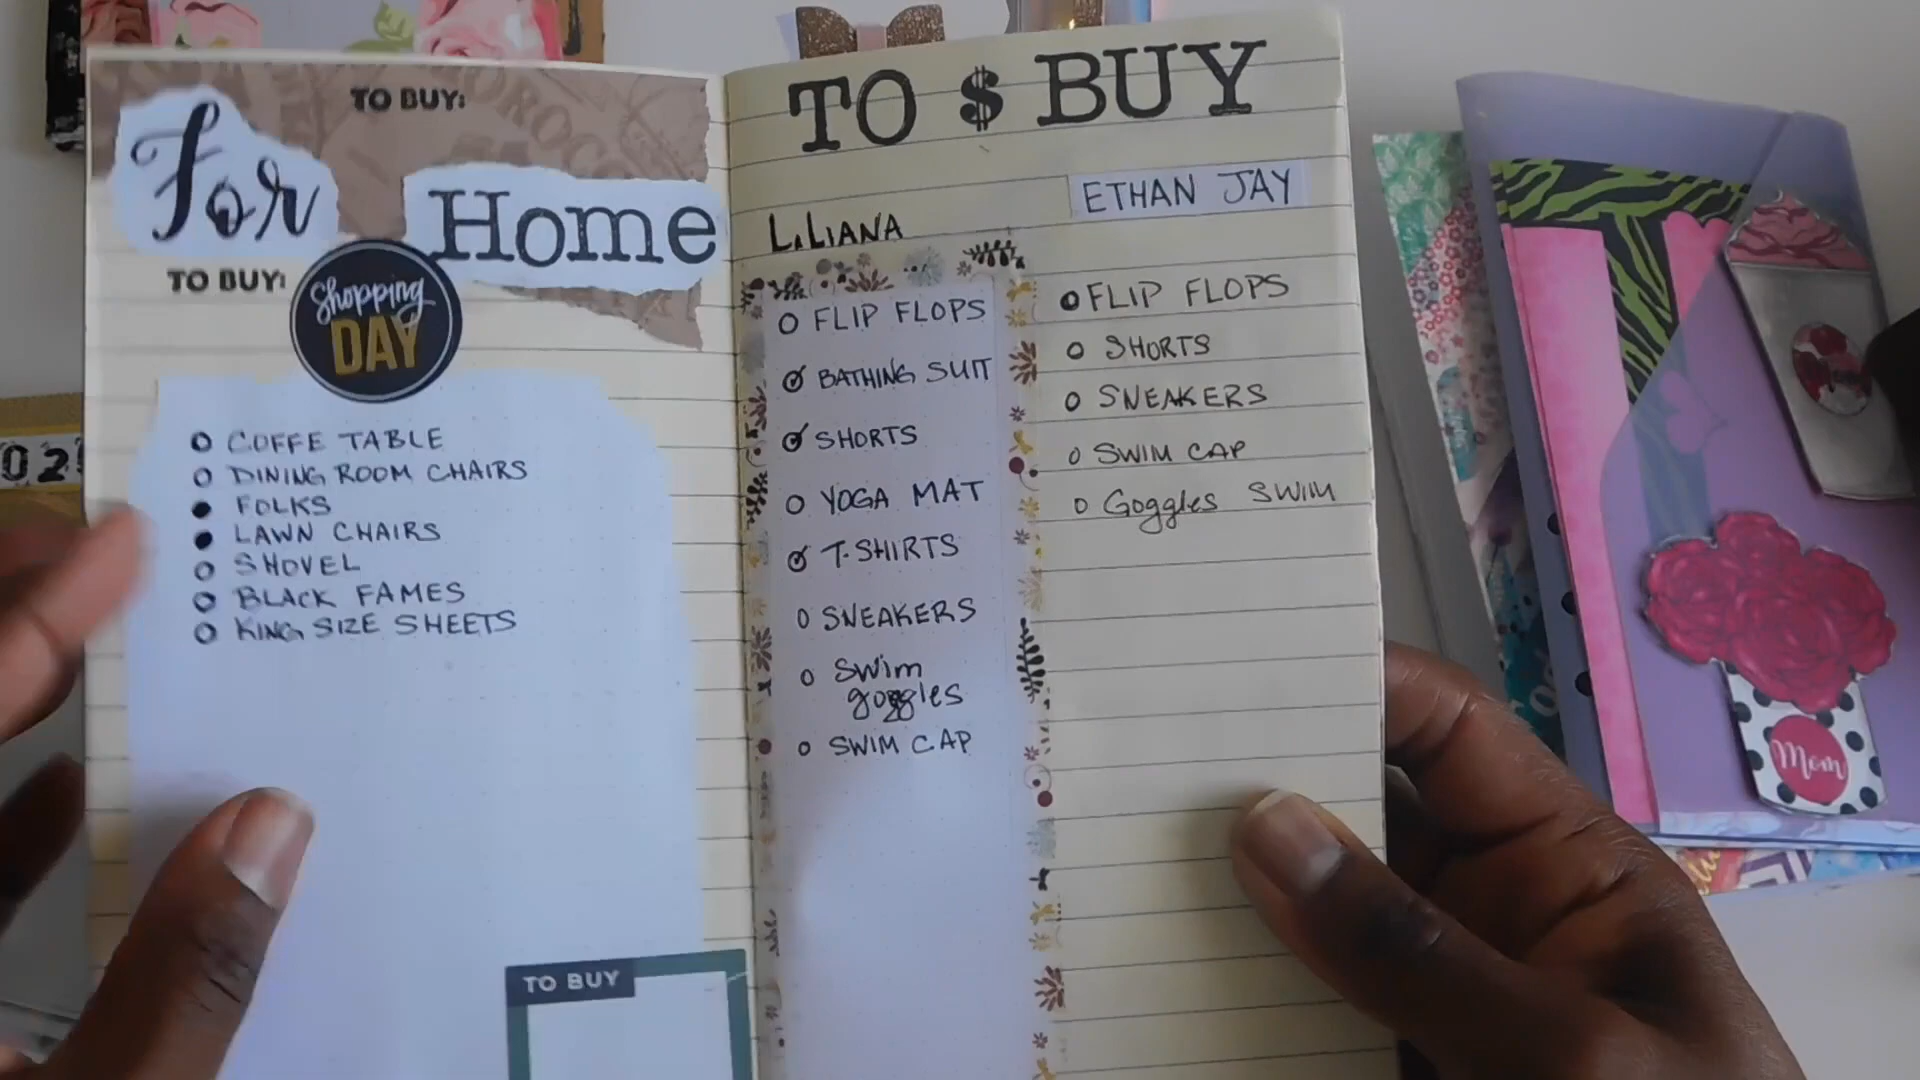 TO BUY:
For
Home
TO BUY:
Shopping
DAY
COFFE TABLE
DINING ROOM CHAIRS
FOLKS
LAWN CHAIRS
SHOVEL
BLACK FAMES
KING SIZE SHEETS
TO BUY
TO $ BUY
LILIANA
FLIP FLOPS
BATHING SUIT
SHORTS
YOGA MAT
T-SHIRTS
SNEAKERS
Swim
goggles
SWIM CAP
ETHAN JAY
FLIP FLOPS
SHORTS
SNEAKERS
SWIM CAP
Goggles SWIM
02
Mom